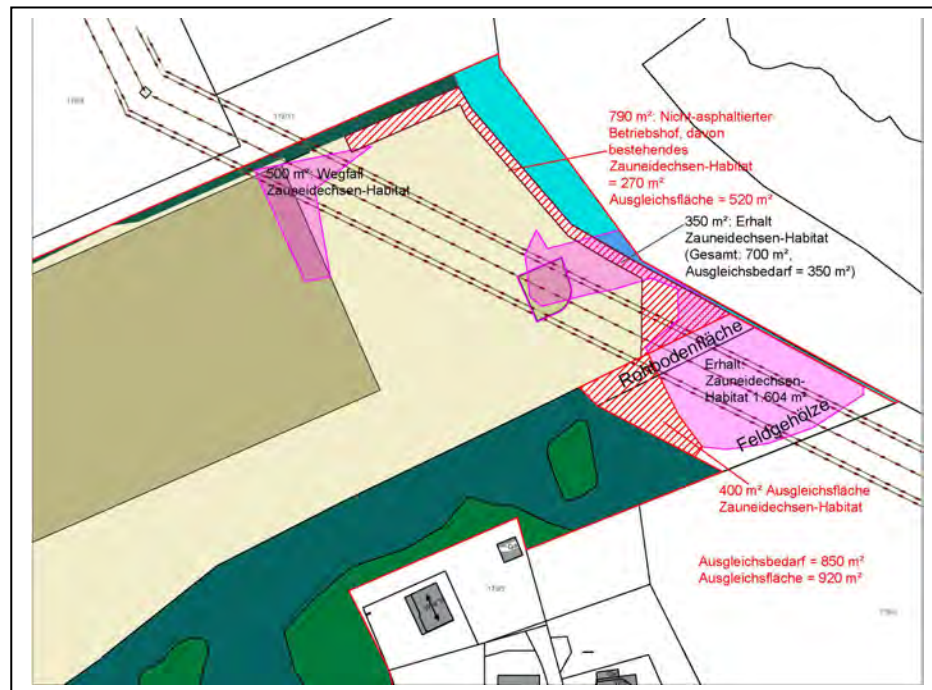 790 m²: Nicht-asphaltierter
Betriebshof, davon
bestehendes
Zauneidechsen-Habitat
= 270 m²
Ausgleichsfläche = 520 m²
500 m²: Wegfall
Zauneidechsen-Habitat
350 m²: Erhalt
Zauneidechsen-Habitat
(Gesamt: 700 m²,
Ausgleichsbedarf = 350 m²)
Rohbodenfläche
Erhalt:
Zauneidechsen-
Habitat 1.604 m²
Feldgehölze
400 m² Ausgleichsfläche
Zauneidechsen-Habitat
Ausgleichsbedarf = 850 m²
Ausgleichsfläche = 920 m²